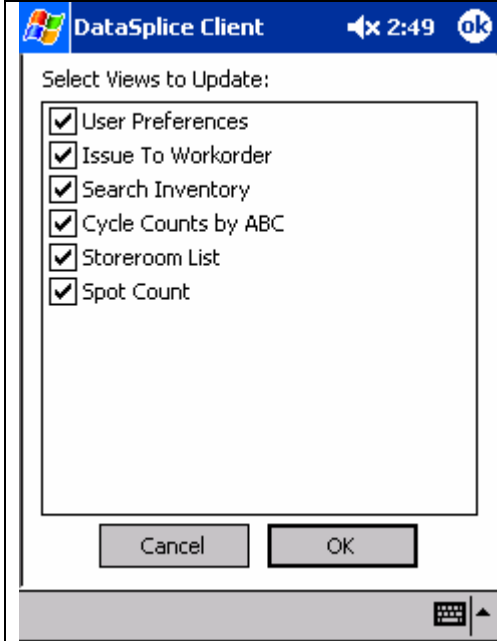 DataSplice Client 2:49 ok
Select Views to Update:
User Preferences
Issue To Workorder
Search Inventory
Cycle Counts by ABC
Storeroom List
Spot Count
Cancel OK